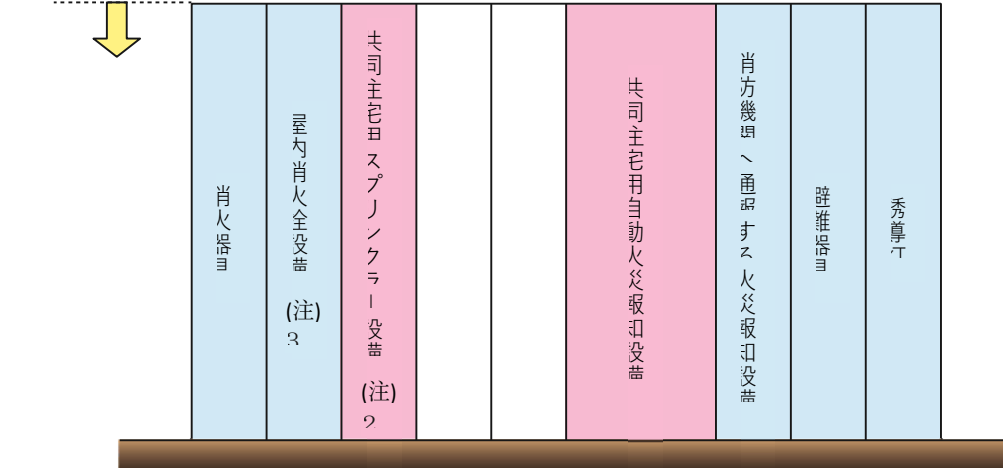 消火器具
屋内消火栓設備
(注)
3
共同住宅用スプリンクラー設備
(注)
2
共同住宅用自動火災報知設備
消防機関へ通報する火災報知設備
避難器具
誘導灯